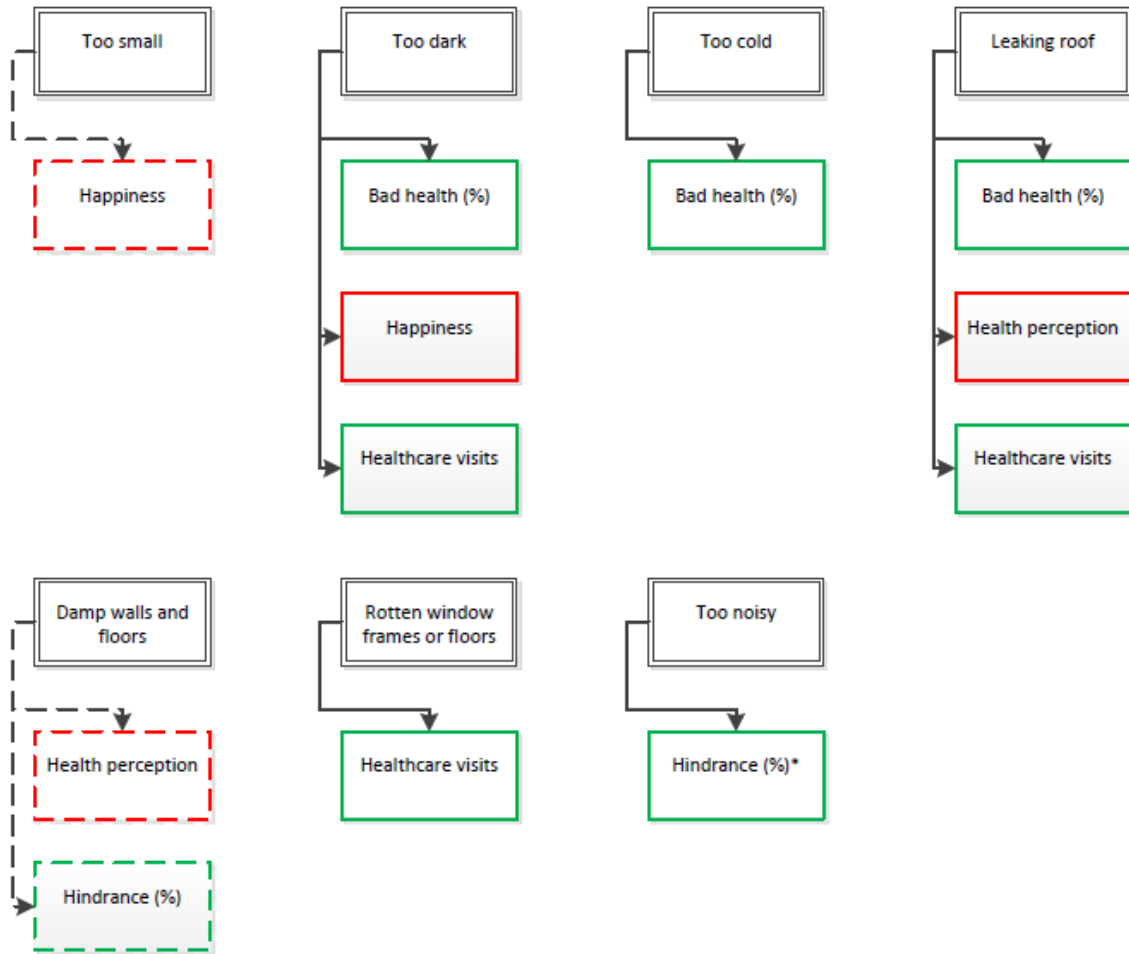 Too small
Too dark
Too cold
Leaking roof
Happiness
Bad health (%)
Bad health (%)
Bad health (%)
Happiness
Health perception
Healthcare visits
Healthcare visits
Damp walls and
floors
Rotten window
frames or floors
Too noisy
Health perception
Healthcare visits
Hindrance (%)*
Hindrance (%)